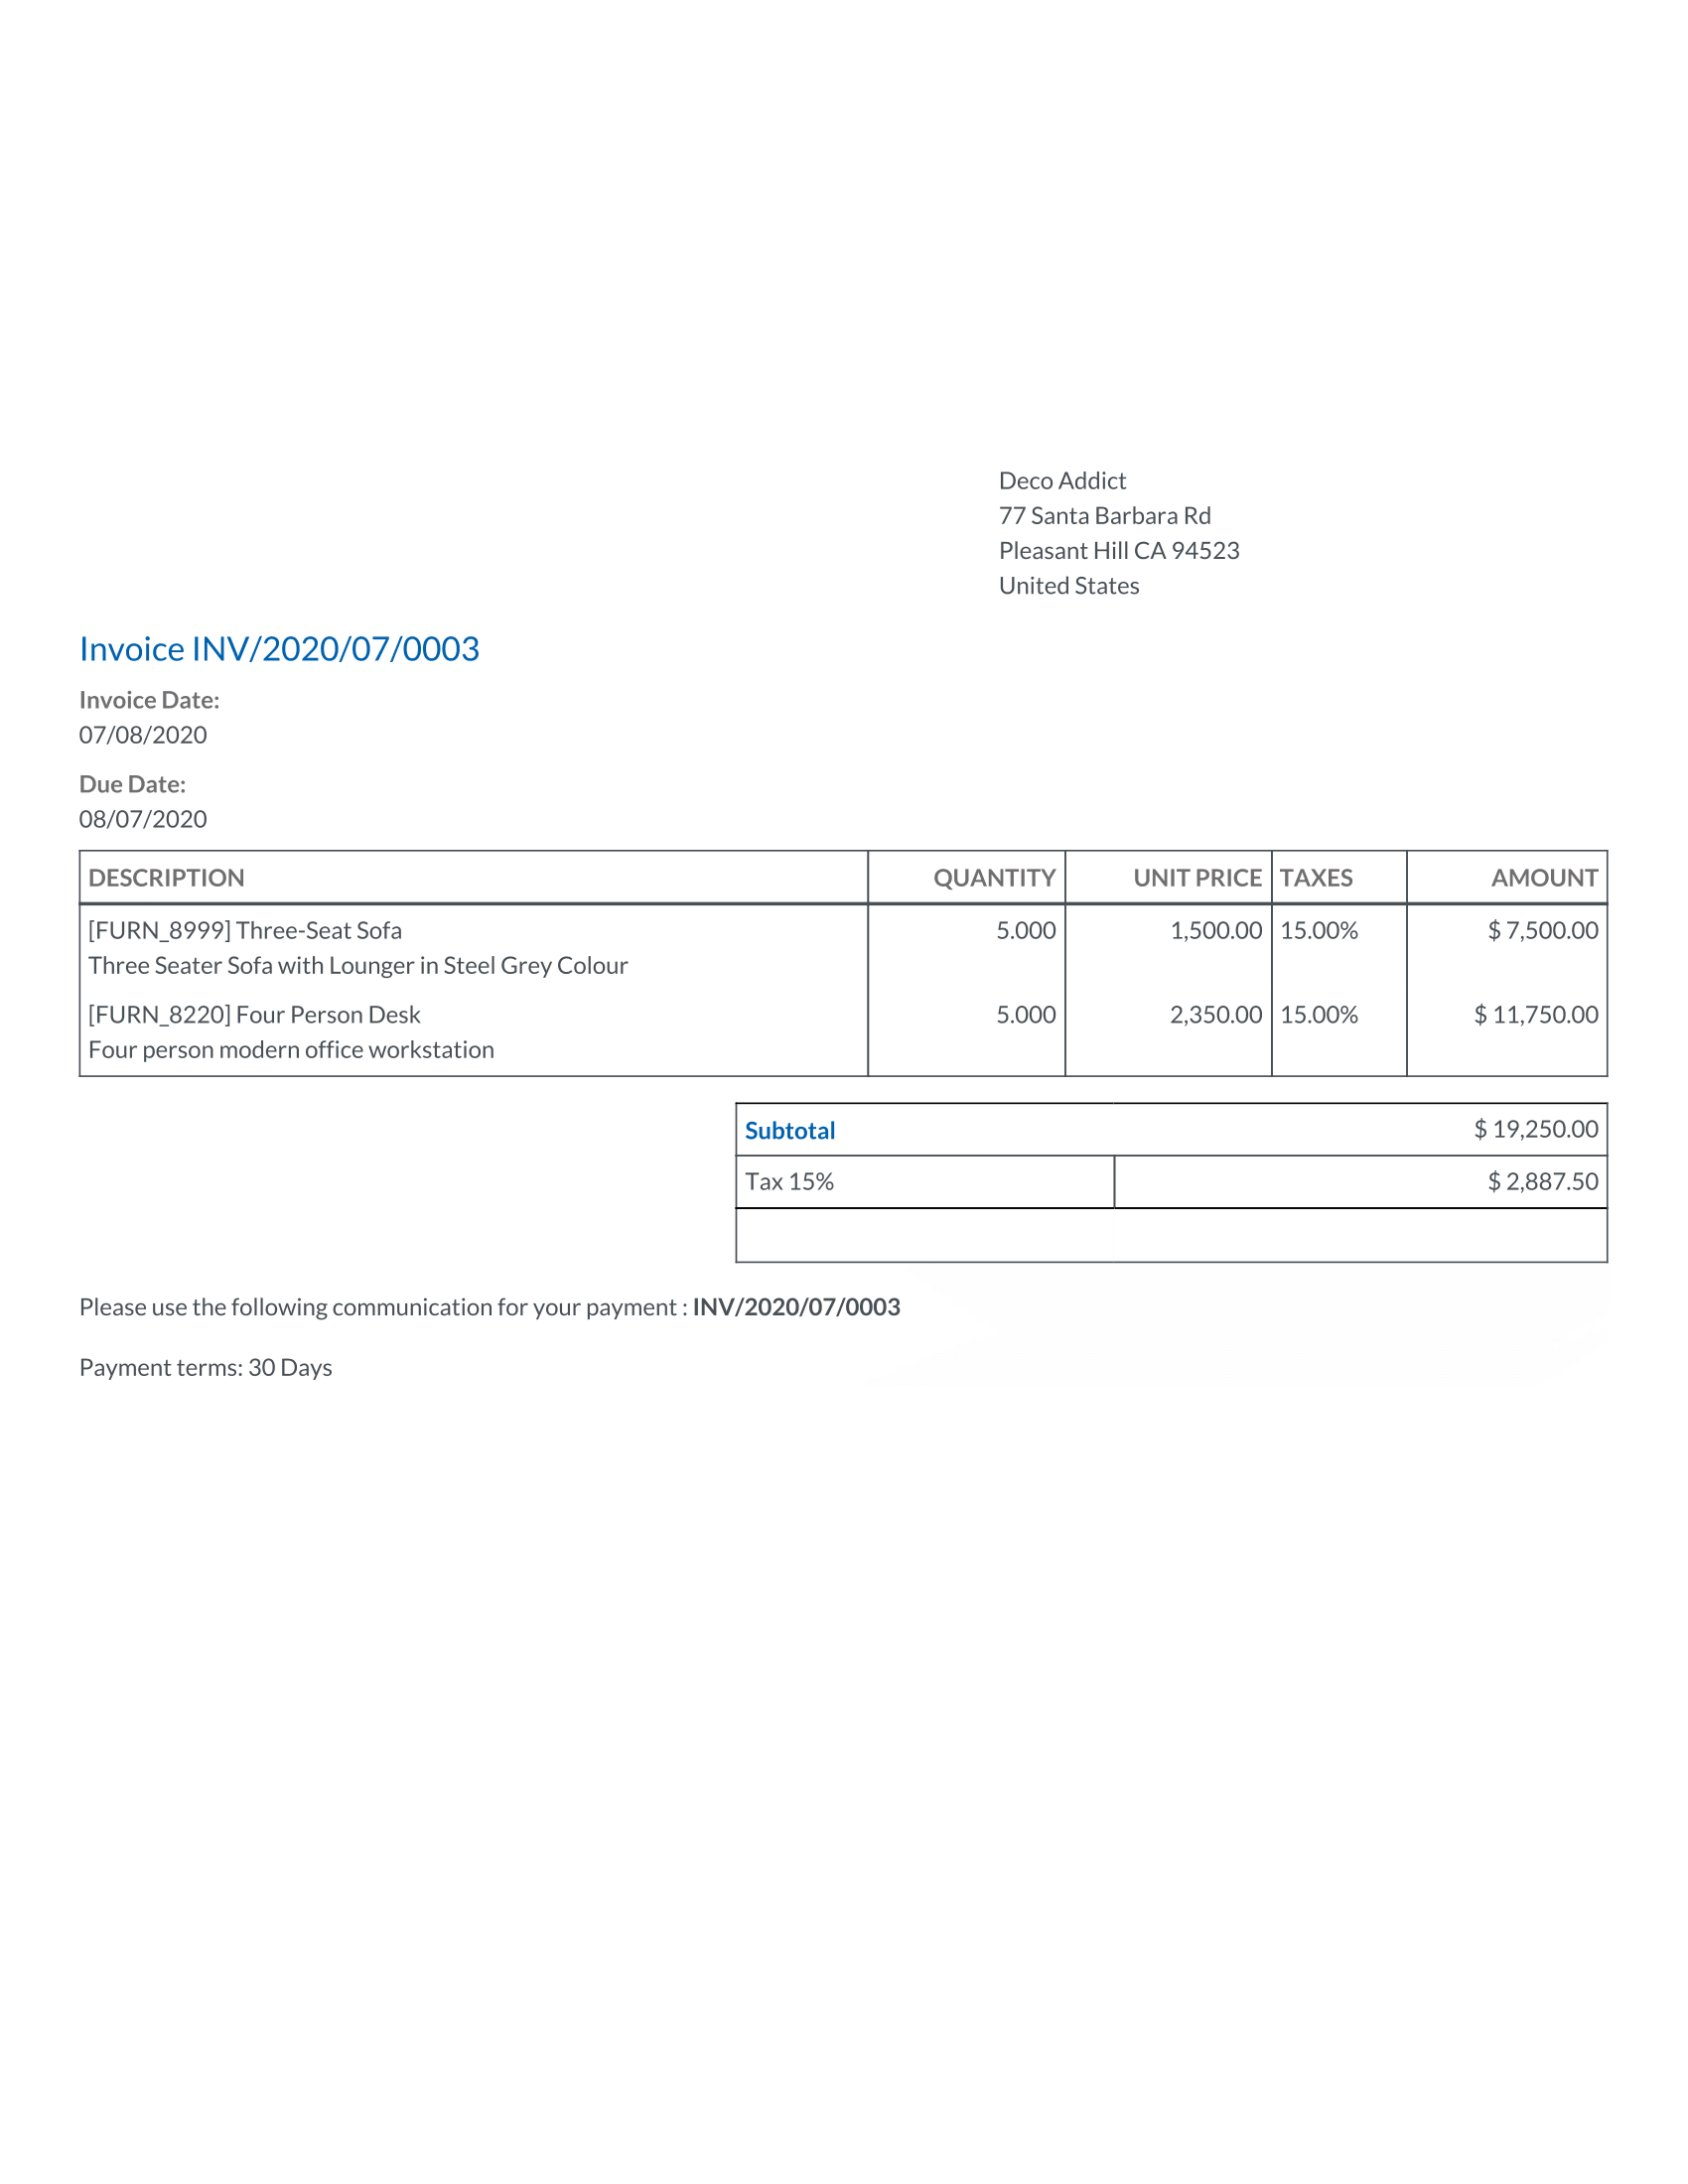 Deco Addict
77 Santa Barbara Rd
Pleasant Hill CA 94523
United States
Invoice INV/2020/07/0003
Invoice Date:
07/08/2020
Due Date:
08/07/2020
DESCRIPTION QUANTITY UNIT PRICE TAXES AMOUNT
[FURN_8999] Three-Seat Sofa 5.000 1,500.00 15.00% $ 7,500.00
Three Seater Sofa with Lounger in Steel Grey Colour
[FURN_8220] Four Person Desk 5.000 2,350.00 15.00% $ 11,750.00
Four person modern office workstation
Subtotal $ 19,250.00
Tax 15% $ 2,887.50
Please use the following communication for your payment : INV/2020/07/0003
Payment terms: 30 Days